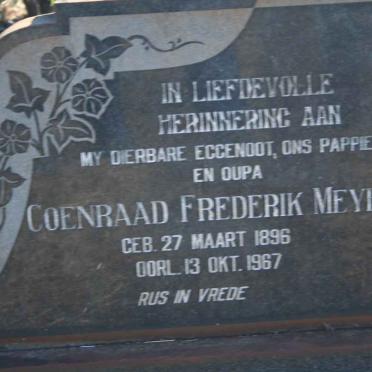 IN LIEFDEVOLLE
HERINNERING AAN
MY DIERBARE EGGENOOT, ONS PAPPIE
EN OUPA
COENRAAD FREDERIK MEY
GEB. 27 MAART 1896
OORL. 13 OKT. 1967
RUS IN VREDE